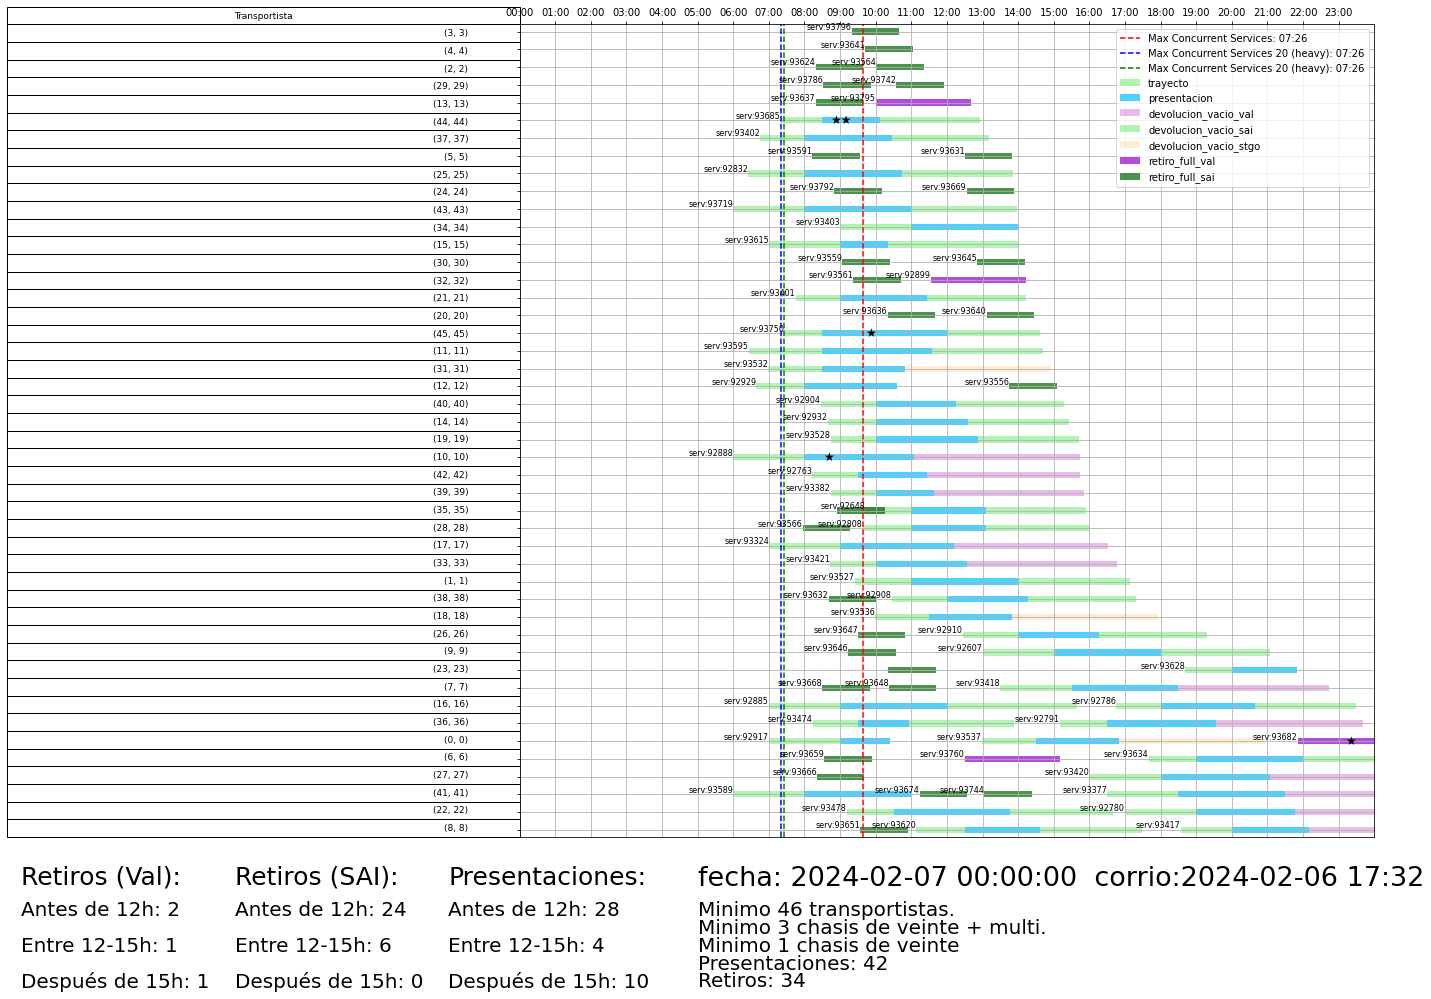 Transportista
00:00 01:00 02:00 03:00 04:00 05:00 06:00 07:00 08:00 09:00 10:00 11:00 12:00 13:00 14:00 15:00 16:00 17:00 18:00 19:00 20:00 21:00 22:00 23:00
Max Concurrent Services: 07:26
Max Concurrent Services 20 (heavy): 07:26
Max Concurrent Services 20 (heavy): 07:26
trayecto
presentacion
devolucion_vacio_val
devolucion_vacio_sai
devolucion_vacio_stgo
retiro_full_val
retiro_full_sai
(3, 3) serv:93796
(4, 4) serv:93641
(2, 2) serv:93624 serv:93564
(29, 29) serv:93786 serv:93742
(13, 13) serv:93637 serv:93795
(44, 44) serv:93685
(37, 37) serv:93402
(5, 5) serv:93591 serv:93631
(25, 25) serv:92832
(24, 24) serv:93792 serv:93669
(43, 43) serv:93719
(34, 34) serv:93403
(15, 15) serv:93615
(30, 30) serv:93559 serv:93645
(32, 32) serv:93561 serv:92899
(21, 21) serv:93401
(20, 20) serv:93636 serv:93640
(45, 45) serv:93750
(11, 11) serv:93595
(31, 31) serv:93532
(12, 12) serv:92929 serv:93556
(40, 40) serv:92904
(14, 14) serv:92932
(19, 19) serv:93528
(10, 10) serv:92888
(42, 42) serv:92763
(39, 39) serv:93382
(35, 35) serv:92648
(28, 28) serv:93566 serv:92808
(17, 17) serv:93324
(33, 33) serv:93421
(1, 1) serv:93527
(38, 38) serv:93632 serv:92908
(18, 18) serv:93536
(26, 26) serv:93647 serv:92910
(9, 9) serv:93646 serv:92607
(23, 23) serv:93628
(7, 7) serv:93668 serv:93648 serv:93418
(16, 16) serv:92885 serv:92786
(36, 36) serv:93474 serv:92791
(0, 0) serv:92917 serv:93537 serv:93682
(6, 6) serv:93659 serv:93760 serv:93634
(27, 27) serv:93666 serv:93420
(41, 41) serv:93589 serv:93674 serv:93744 serv:93377
(22, 22) serv:93478 serv:92780
(8, 8) serv:93651 serv:93620 serv:93417
Retiros (Val):
Antes de 12h: 2
Entre 12-15h: 1
Después de 15h: 1
Retiros (SAI):
Antes de 12h: 24
Entre 12-15h: 6
Después de 15h: 0
Presentaciones:
Antes de 12h: 28
Entre 12-15h: 4
Después de 15h: 10
fecha: 2024-02-07 00:00:00 corrio:2024-02-06 17:32
Minimo 46 transportistas.
Minimo 3 chasis de veinte + multi.
Minimo 1 chasis de veinte
Presentaciones: 42
Retiros: 34